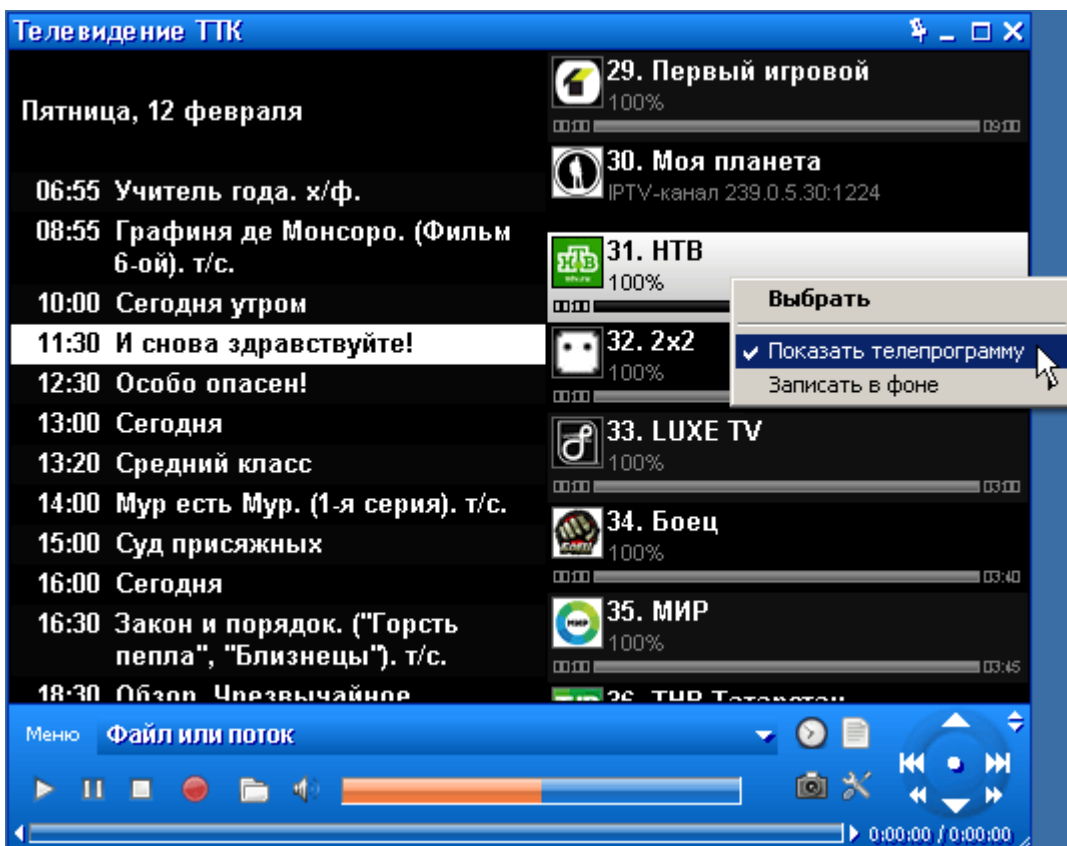 Телевидение ТТК
Пятница, 12 февраля
06:55 Учитель года. х/ф.
08:55 Графиня де Монсоро. (Фильм
6-ой). т/с.
10:00 Сегодня утром
11:30 И снова здравствуйте!
12:30 Особо опасен!
13:00 Сегодня
13:20 Средний класс
14:00 Мур есть Мур. (1-я серия). т/с.
15:00 Суд присяжных
16:00 Сегодня
16:30 Закон и порядок. ("Горсть
пепла", "Близнецы"). т/с.
18:30 Обзор. Чрезвычайное
29. Первый игровой
100%
00:00 09:00
30. Моя планета
IPTV-канал 239.0.5.30:1224
НТВ
31. НТВ
100%
00:00
32. 2x2
100%
00:00
33. LUXE TV
100%
00:00 03:00
34. Боец
100%
00:00 03:40
МИР
35. МИР
100%
00:00 03:45
Выбрать
Показать телепрограмму
Записать в фоне
Меню Файл или поток
0:00:00 / 0:00:00